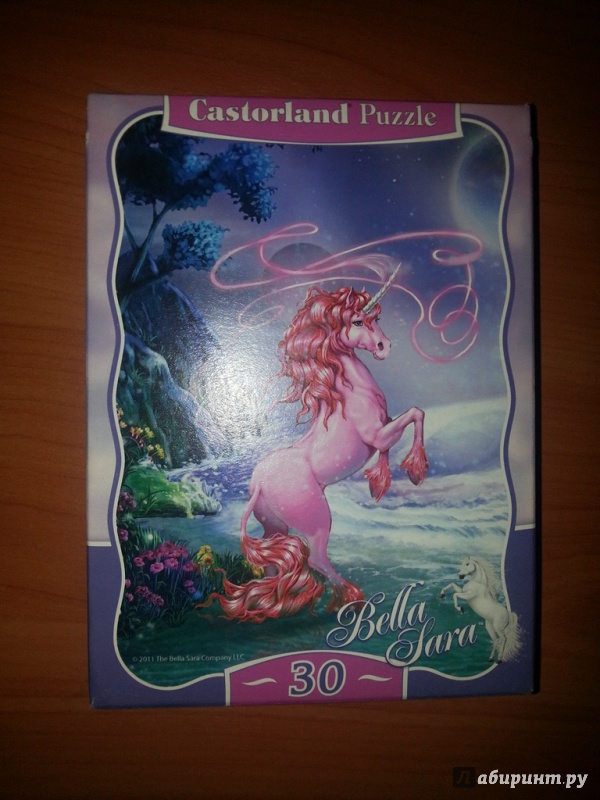 Castorland® Puzzle
Bella
Sara
© 2011 The Bella Sara Company LLC
~ 30 ~
абиринт.ру